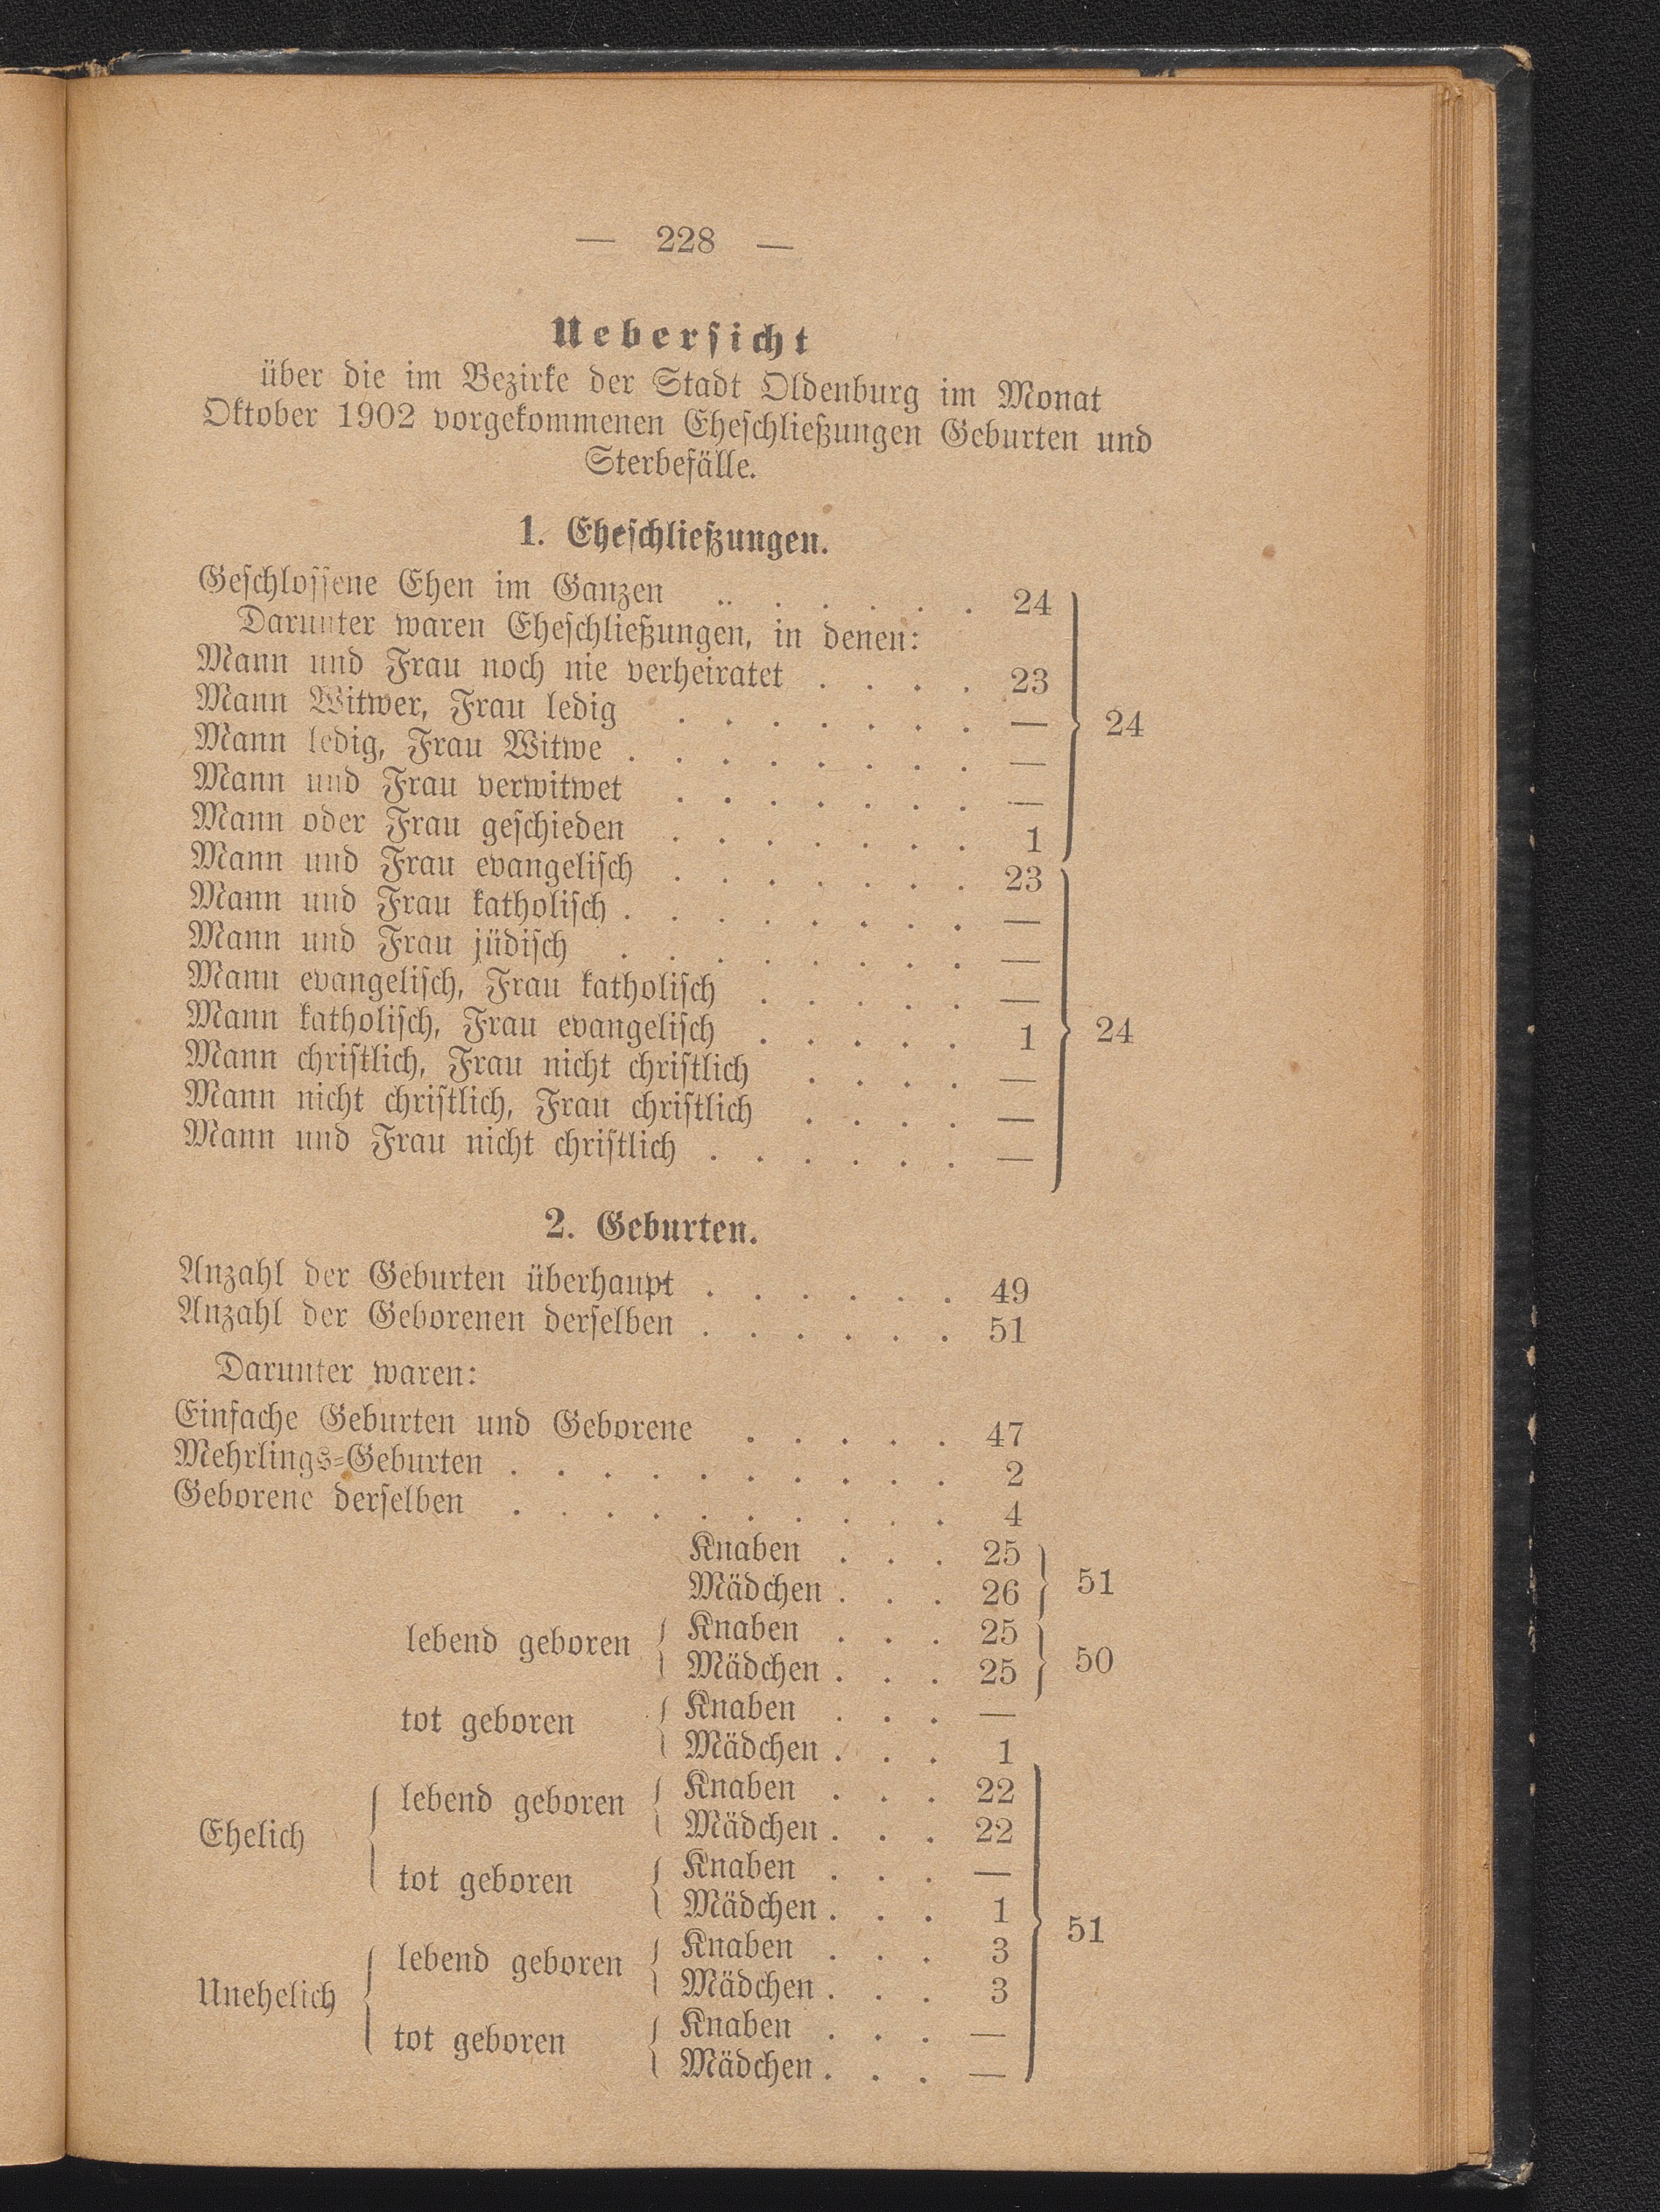 — 228 —
Uebersicht
über die im Bezirke der Stadt Oldenburg im Monat
Oktober 1902 vorgekommenen Eheschließungen Geburten und
Sterbefälle.
1. Eheschließungen.
Geschlossene Ehen im Ganzen .. . . . . . 24
Darunter waren Eheschließungen, in denen:
Mann und Frau noch nie verheiratet . . . . 23
Mann Witwer, Frau ledig . . . . . . . — 24
Mann ledig, Frau Witwe . . . . . . . . —
Mann und Frau verwitwet . . . . . . . —
Mann oder Frau geschieden . . . . . . . 1
Mann und Frau evangelisch . . . . . . . 23
Mann und Frau katholisch . . . . . . . . —
Mann und Frau jüdisch . . . . . . . . —
Mann evangelisch, Frau katholisch . . . . . —
Mann katholisch, Frau evangelisch . . . . . 1 24
Mann christlich, Frau nicht christlich . . . . —
Mann nicht christlich, Frau christlich . . . . —
Mann und Frau nicht christlich . . . . . . —
2. Geburten.
Anzahl der Geburten überhaupt . . . . . . 49
Anzahl der Geborenen derselben . . . . . . 51
Darunter waren:
Einfache Geburten und Geborene . . . . . 47
Mehrlings-Geburten . . . . . . . . . . 2
Geborene derselben . . . . . . . . . . 4
Knaben . . . 25
Mädchen . . . 26 51
lebend geboren Knaben . . . 25
Mädchen . . . 25 50
tot geboren Knaben . . . —
Mädchen . . . 1
Ehelich lebend geboren Knaben . . . 22
Mädchen . . . 22
tot geboren Knaben . . . —
Mädchen . . . 1 51
Unehelich lebend geboren Knaben . . . 3
Mädchen . . . 3
tot geboren Knaben . . . —
Mädchen . . . —